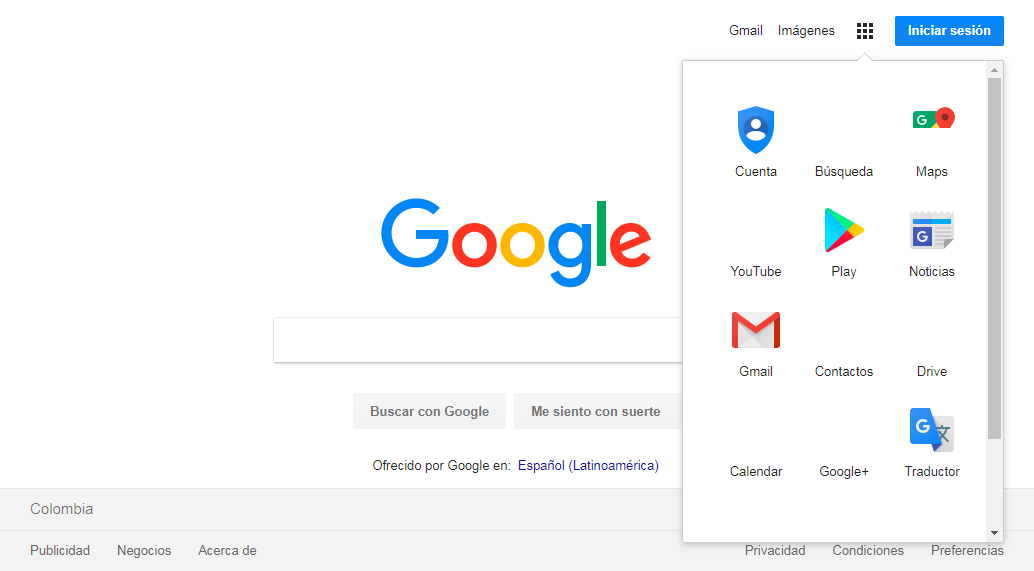 Gmail Imágenes Iniciar sesión
Cuenta Búsqueda Maps
Google
YouTube Play Noticias
Gmail Contactos Drive
Buscar con Google Me siento con suerte
Ofrecido por Google en: Español (Latinoamérica)
Calendar Google+ Traductor
Colombia
Publicidad Negocios Acerca de Privacidad Condiciones Preferencias